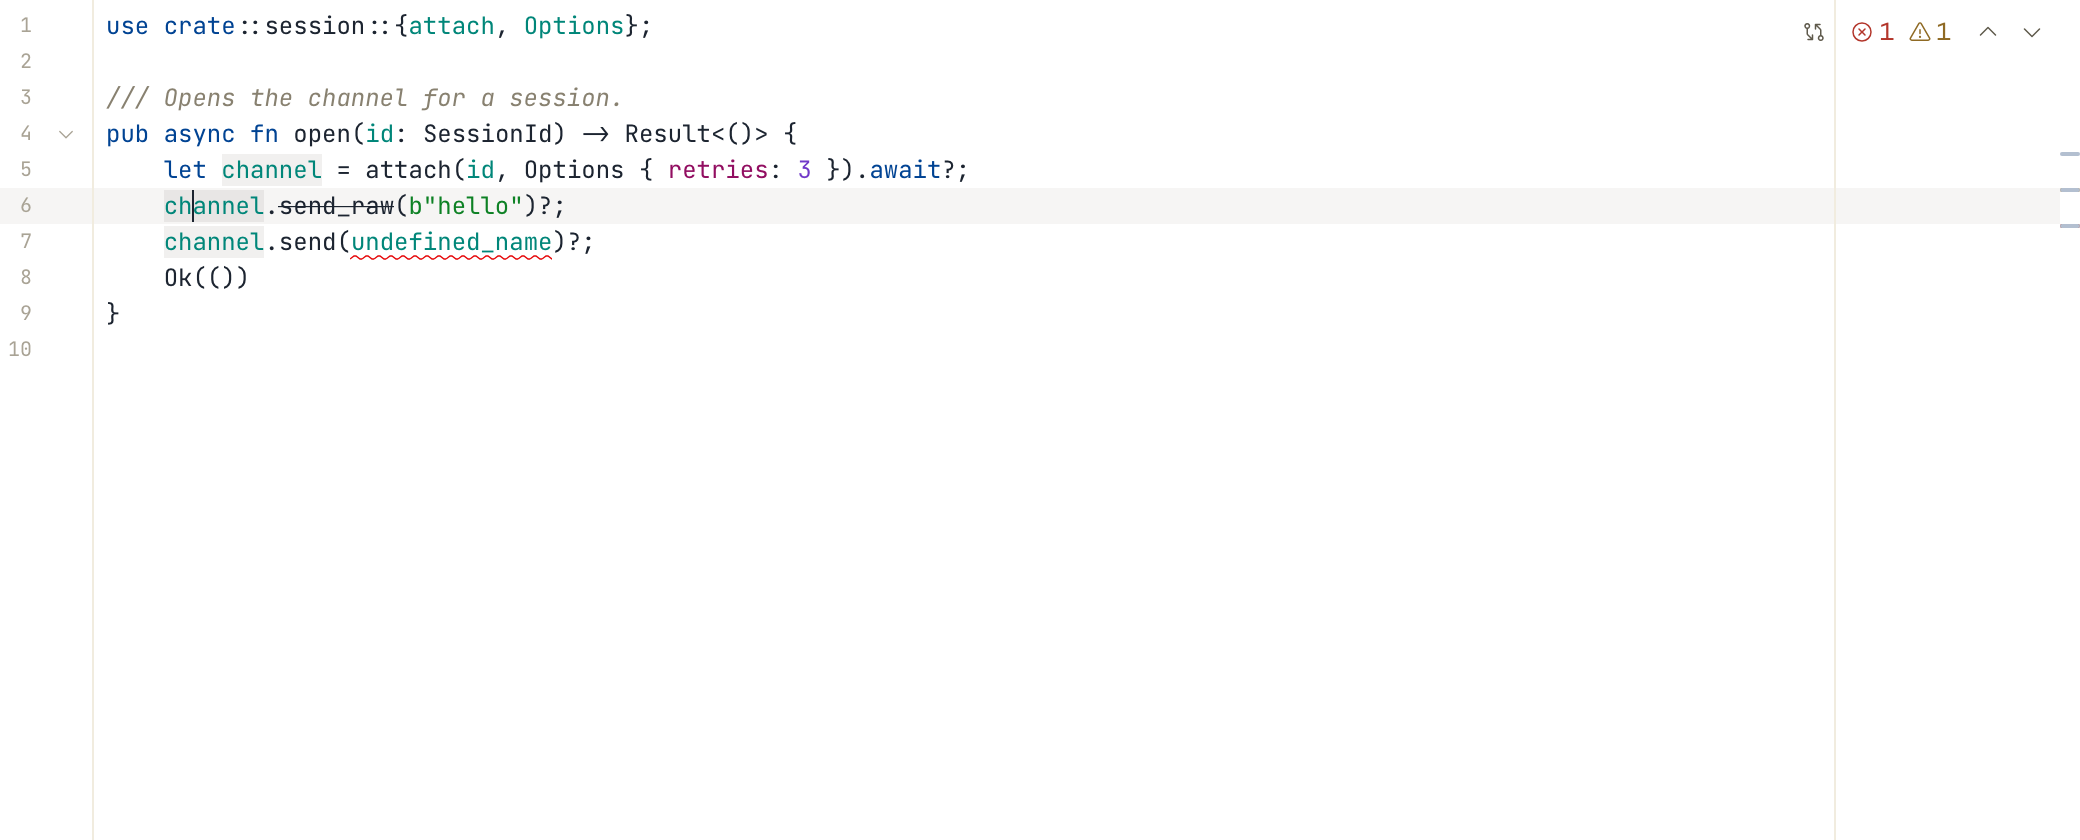 1 use crate::session::{attach, Options};
2
3 /// Opens the channel for a session.
4 pub async fn open(id: SessionId) -> Result<()> {
5     let channel = attach(id, Options { retries: 3 }).await?;
6     channel.send_raw(b"hello")?;
7     channel.send(undefined_name)?;
8     Ok(())
9 }
10
1 1